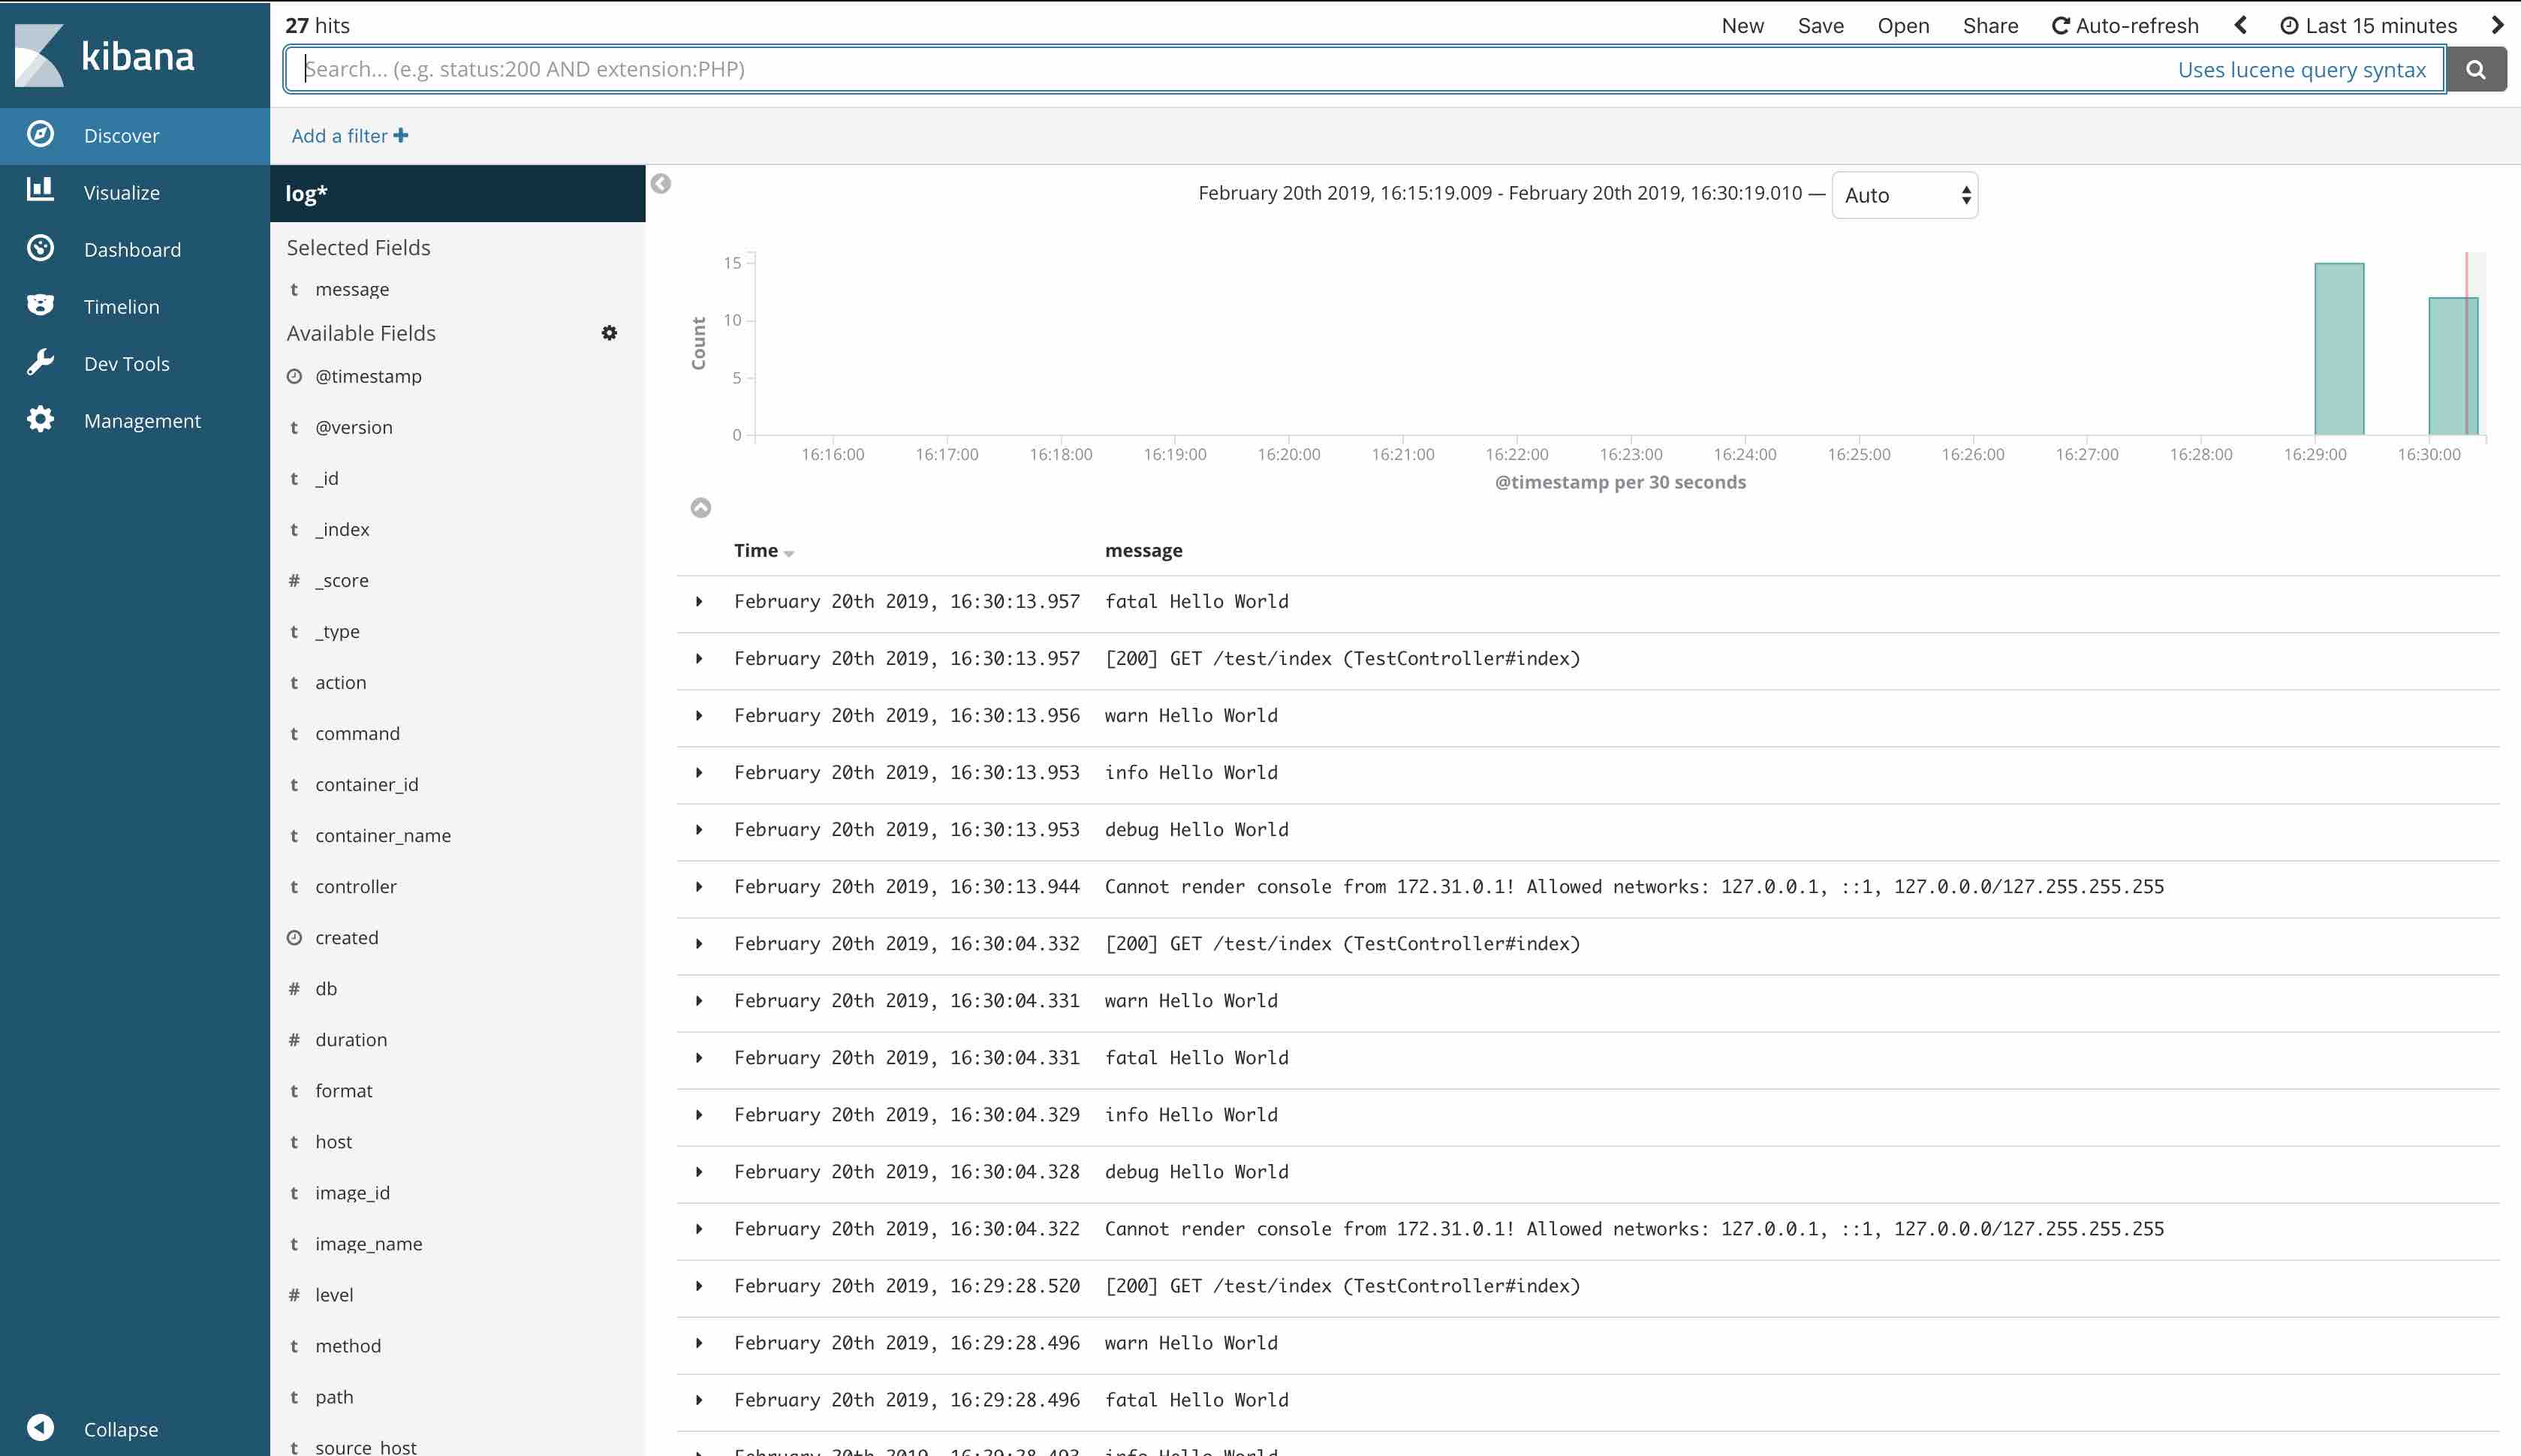 kibana
Discover
Visualize
Dashboard
Timelion
Dev Tools
Management
Collapse
27 hits
New Save Open Share Auto-refresh Last 15 minutes
Search... (e.g. status:200 AND extension:PHP) Uses lucene query syntax
Add a filter
log*
Selected Fields
t message
Available Fields
@timestamp
t @version
t _id
t _index
# _score
t _type
t action
t command
t container_id
t container_name
t controller
created
# db
# duration
t format
t host
t image_id
t image_name
# level
t method
t path
t source_host
February 20th 2019, 16:15:19.009 - February 20th 2019, 16:30:19.010 — Auto
Count
15
10
5
0
16:16:00 16:17:00 16:18:00 16:19:00 16:20:00 16:21:00 16:22:00 16:23:00 16:24:00 16:25:00 16:26:00 16:27:00 16:28:00 16:29:00 16:30:00
@timestamp per 30 seconds
Time message
February 20th 2019, 16:30:13.957 fatal Hello World
February 20th 2019, 16:30:13.957 [200] GET /test/index (TestController#index)
February 20th 2019, 16:30:13.956 warn Hello World
February 20th 2019, 16:30:13.953 info Hello World
February 20th 2019, 16:30:13.953 debug Hello World
February 20th 2019, 16:30:13.944 Cannot render console from 172.31.0.1! Allowed networks: 127.0.0.1, ::1, 127.0.0.0/127.255.255.255
February 20th 2019, 16:30:04.332 [200] GET /test/index (TestController#index)
February 20th 2019, 16:30:04.331 warn Hello World
February 20th 2019, 16:30:04.331 fatal Hello World
February 20th 2019, 16:30:04.329 info Hello World
February 20th 2019, 16:30:04.328 debug Hello World
February 20th 2019, 16:30:04.322 Cannot render console from 172.31.0.1! Allowed networks: 127.0.0.1, ::1, 127.0.0.0/127.255.255.255
February 20th 2019, 16:29:28.520 [200] GET /test/index (TestController#index)
February 20th 2019, 16:29:28.496 warn Hello World
February 20th 2019, 16:29:28.496 fatal Hello World
February 20th 2019, 16:29:28.493 info Hello World